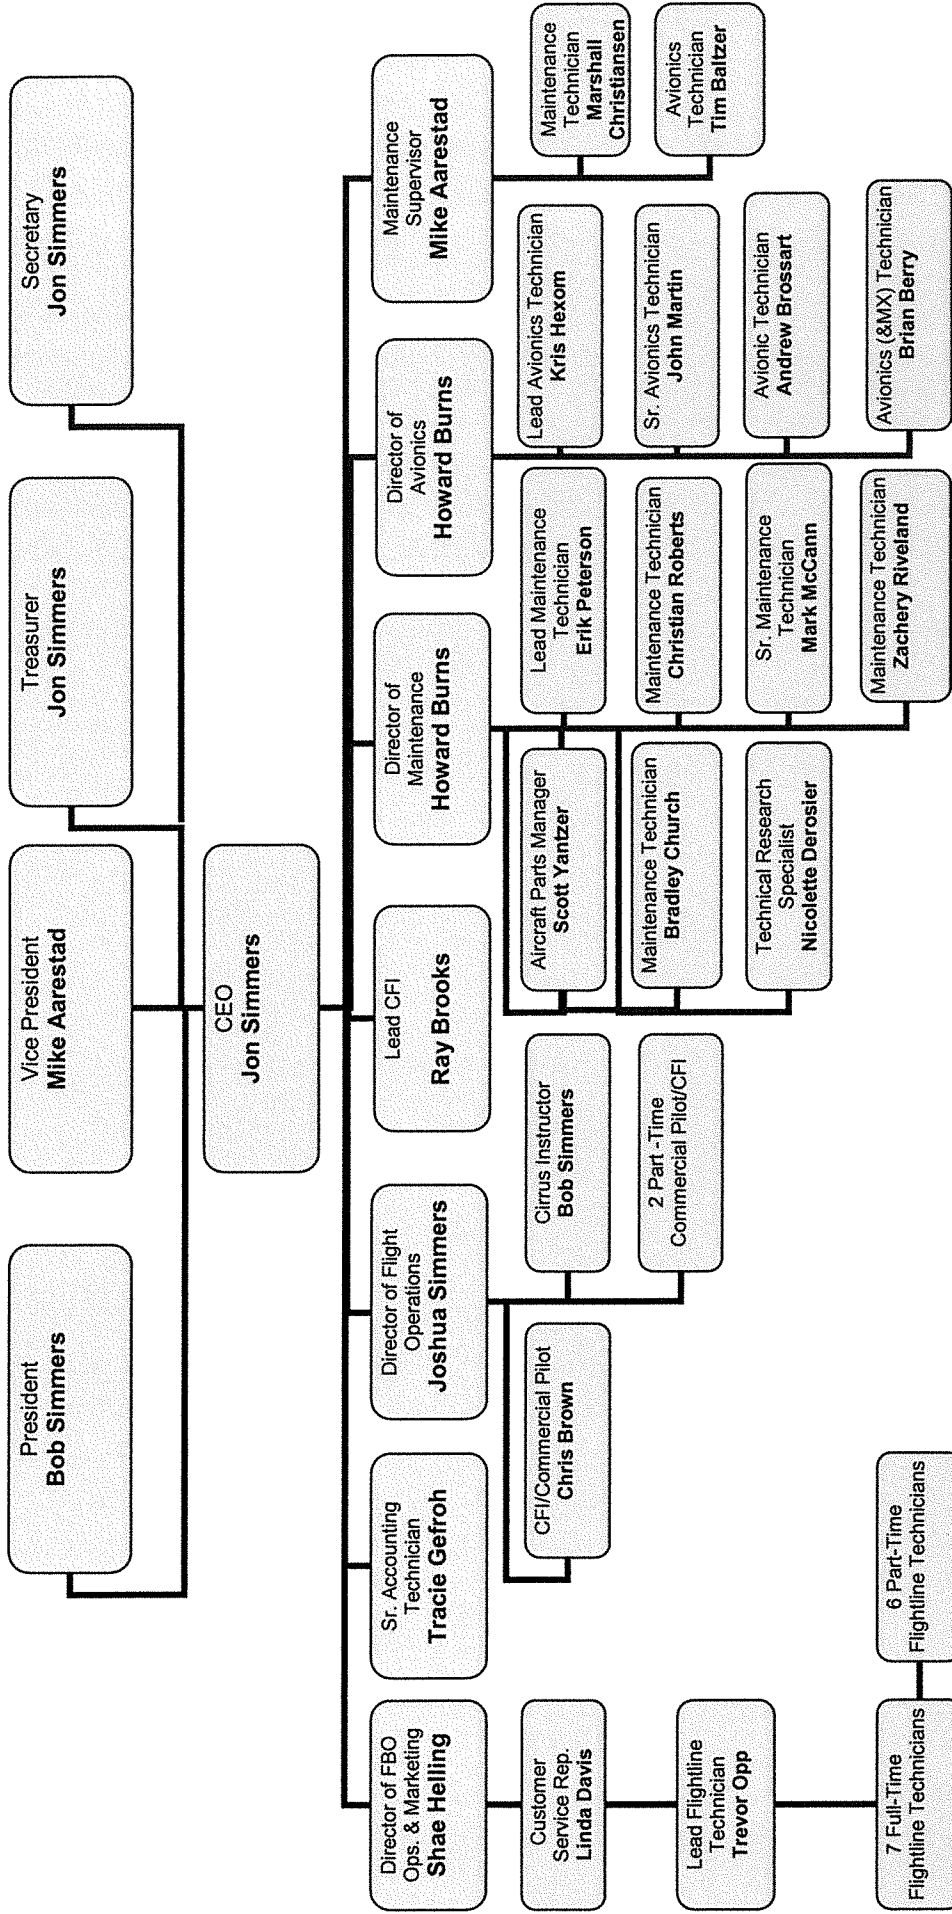 President
Bob Simmers
Vice President
Mike Aarestad
Treasurer
Jon Simmers
Secretary
Jon Simmers
CEO
Jon Simmers
Director of FBO
Ops. & Marketing
Shae Helling
Sr. Accounting
Technician
Tracie Gefroh
Director of Flight
Operations
Joshua Simmers
Lead CFI
Ray Brooks
Director of
Maintenance
Howard Burns
Director of
Avionics
Howard Burns
Maintenance
Supervisor
Mike Aarestad
Customer
Service Rep.
Linda Davis
Lead Flightline
Technician
Trevor Opp
7 Full-Time
Flightline Technicians
6 Part-Time
Flightline Technicians
CFI/Commercial Pilot
Chris Brown
Cirrus Instructor
Bob Simmers
2 Part -Time
Commercial Pilot/CFI
Aircraft Parts Manager
Scott Yantzer
Maintenance Technician
Bradley Church
Technical Research
Specialist
Nicolette Derosier
Lead Maintenance
Technician
Erik Peterson
Maintenance Technician
Christian Roberts
Sr. Maintenance
Technician
Mark McCann
Maintenance Technician
Zachery Riveland
Lead Avionics Technician
Kris Hexom
Sr. Avionics Technician
John Martin
Avionic Technician
Andrew Brossart
Avionics (&MX) Technician
Brian Berry
Maintenance
Technician
Marshall
Christiansen
Avionics
Technician
Tim Baltzer